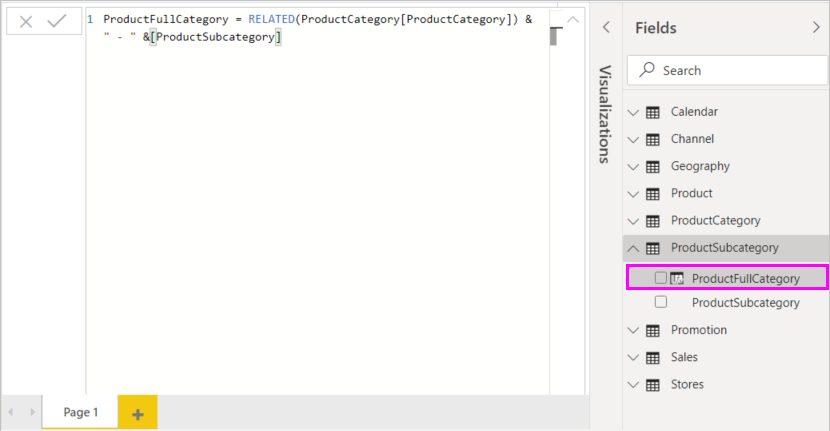 1 ProductFullCategory = RELATED(ProductCategory[ProductCategory]) &
" - " &[ProductSubcategory]
Page 1
Visualizations
Fields
Search
Calendar
Channel
Geography
Product
ProductCategory
ProductSubcategory
ProductFullCategory
ProductSubcategory
Promotion
Sales
Stores